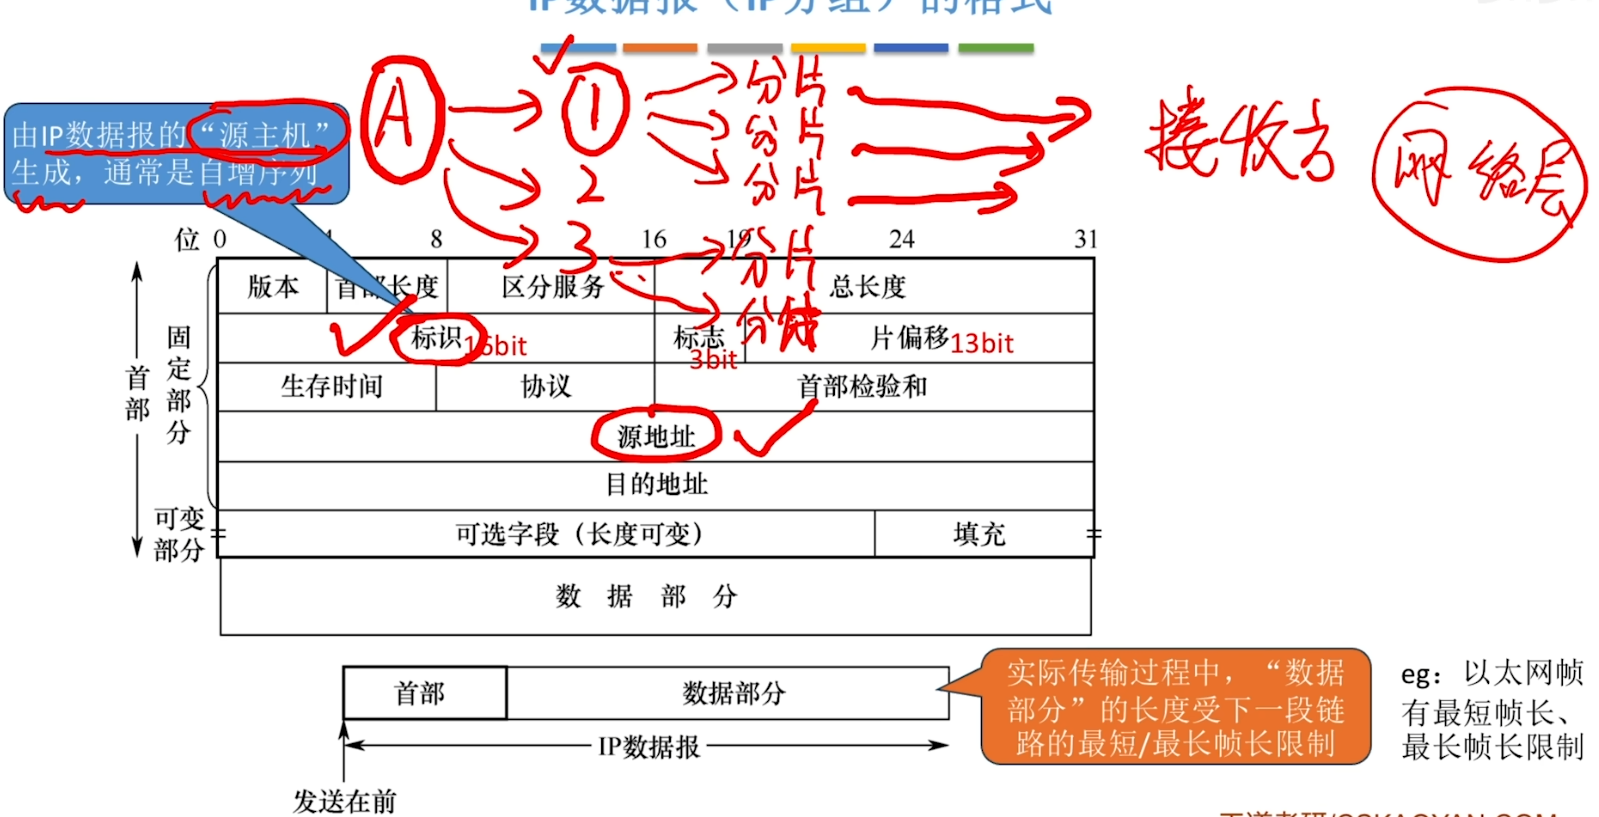 IP数据报（IP分组）的格式
A
1
分片
分片
分片
接收方
网络层
由IP数据报的“源主机”
生成，通常是自增序列
2
3
分片
位 0 4 8 16 19 24 31
版本 首部长度 区分服务 总长度
标识 16bit 标志 3bit 片偏移 13bit
生存时间 协议 首部检验和
源地址
目的地址
可选字段（长度可变） 填充
数据部分
首部
固定部分
可变
部分
首部 数据部分
IP数据报
发送在前
实际传输过程中，“数据
部分”的长度受下一段链
路的最短/最长帧长限制
eg：以太网帧
有最短帧长、
最长帧长限制
王道考研/CSKAOYAN.COM